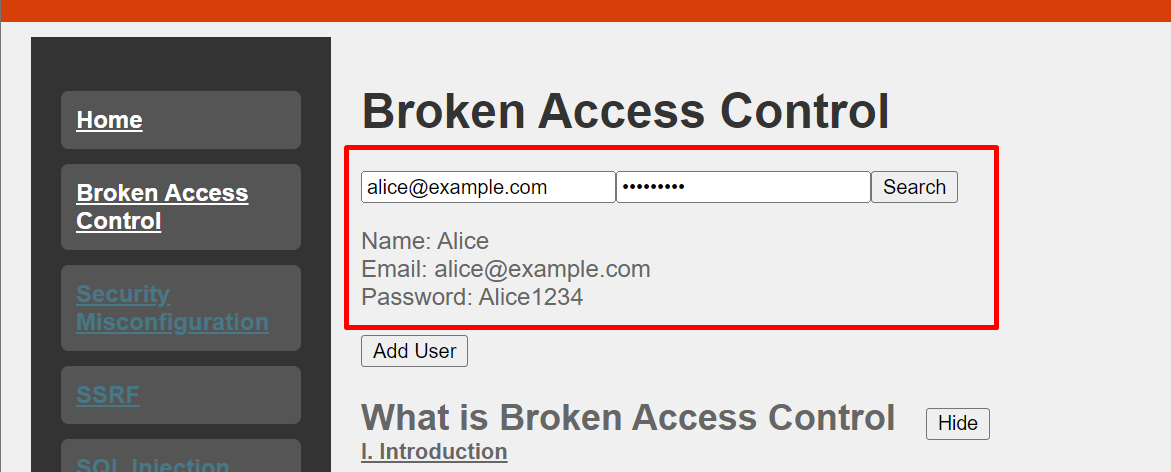 Home
Broken Access
Control
Security
Misconfiguration
SSRF
SQL Injection
Broken Access Control
alice@example.com ••••••••• Search
Name: Alice
Email: alice@example.com
Password: Alice1234
Add User
What is Broken Access Control Hide
I. Introduction